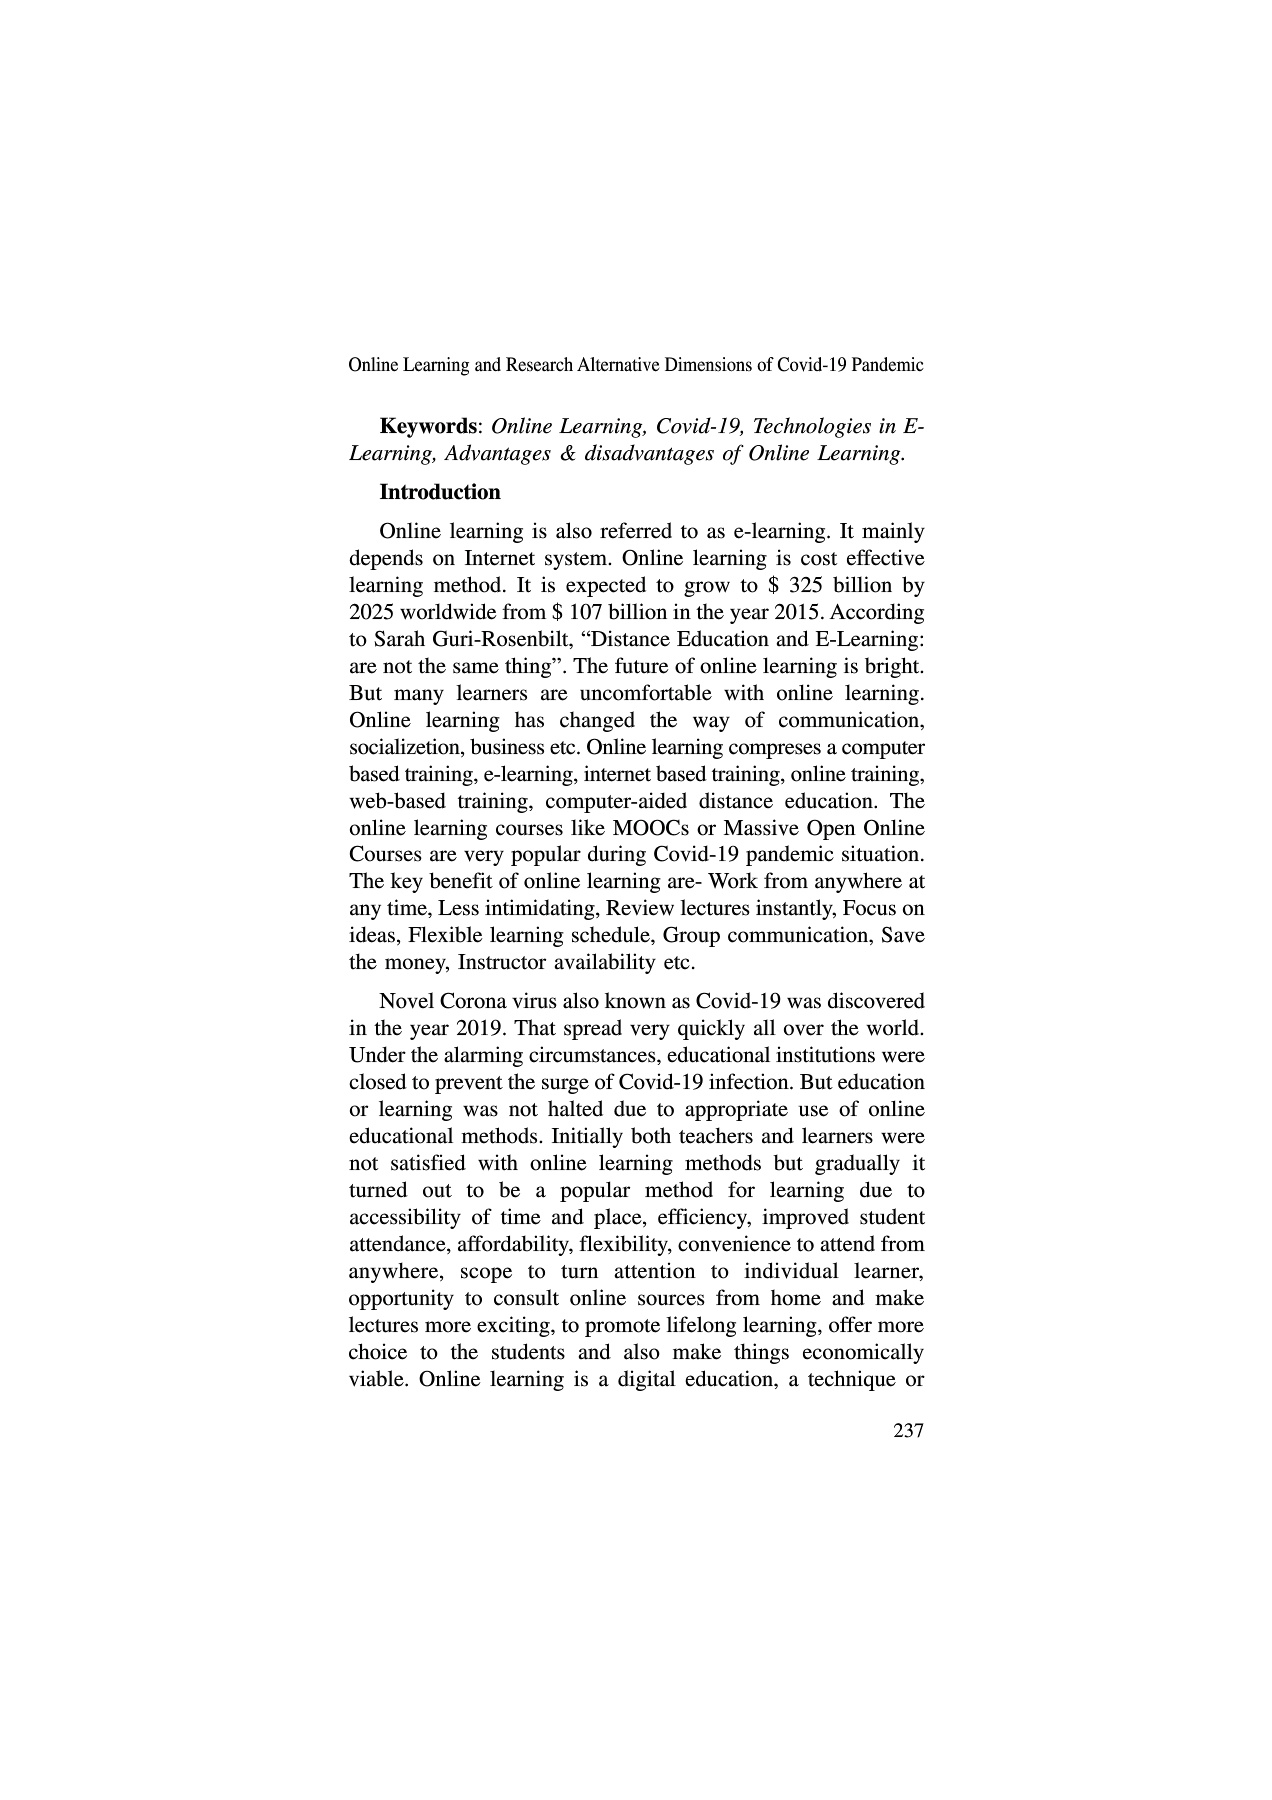 Online Learning and Research Alternative Dimensions of Covid-19 Pandemic
Keywords: Online Learning, Covid-19, Technologies in E-
Learning, Advantages & disadvantages of Online Learning.
Introduction
Online learning is also referred to as e-learning. It mainly
depends on Internet system. Online learning is cost effective
learning method. It is expected to grow to $ 325 billion by
2025 worldwide from $ 107 billion in the year 2015. According
to Sarah Guri-Rosenbilt, “Distance Education and E-Learning:
are not the same thing”. The future of online learning is bright.
But many learners are uncomfortable with online learning.
Online learning has changed the way of communication,
socializetion, business etc. Online learning compreses a computer
based training, e-learning, internet based training, online training,
web-based training, computer-aided distance education. The
online learning courses like MOOCs or Massive Open Online
Courses are very popular during Covid-19 pandemic situation.
The key benefit of online learning are- Work from anywhere at
any time, Less intimidating, Review lectures instantly, Focus on
ideas, Flexible learning schedule, Group communication, Save
the money, Instructor availability etc.
Novel Corona virus also known as Covid-19 was discovered
in the year 2019. That spread very quickly all over the world.
Under the alarming circumstances, educational institutions were
closed to prevent the surge of Covid-19 infection. But education
or learning was not halted due to appropriate use of online
educational methods. Initially both teachers and learners were
not satisfied with online learning methods but gradually it
turned out to be a popular method for learning due to
accessibility of time and place, efficiency, improved student
attendance, affordability, flexibility, convenience to attend from
anywhere, scope to turn attention to individual learner,
opportunity to consult online sources from home and make
lectures more exciting, to promote lifelong learning, offer more
choice to the students and also make things economically
viable. Online learning is a digital education, a technique or
237